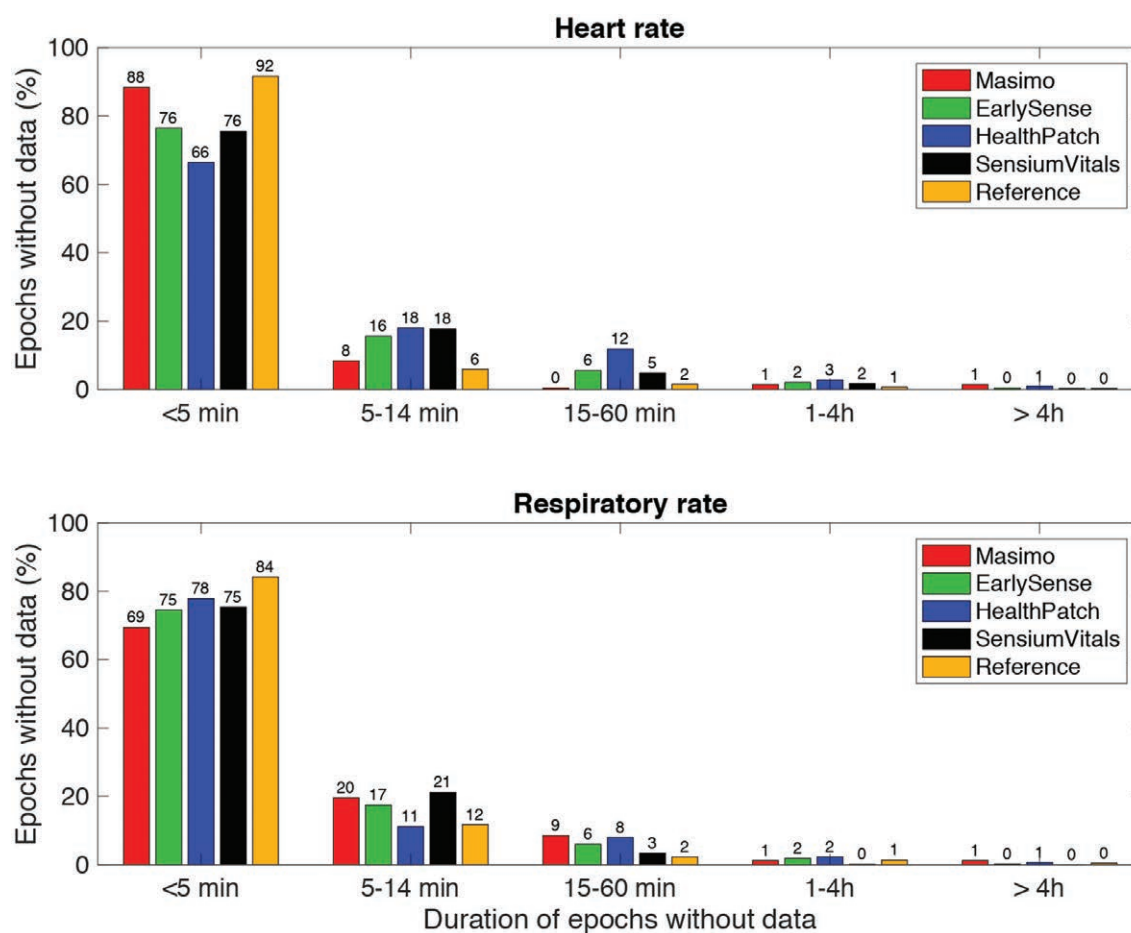 Heart rate
Epochs without data (%)
100
80
60
40
20
0
88
76
66
76
92
8
16
18
18
6
0
6
12
5
2
1
2
3
2
1
1
0
1
0
0
Masimo
EarlySense
HealthPatch
SensiumVitals
Reference
<5 min
5-14 min
15-60 min
1-4h
> 4h
Respiratory rate
Epochs without data (%)
100
80
60
40
20
0
69
75
78
75
84
20
17
11
21
12
9
6
8
3
2
1
2
2
0
1
1
0
1
0
0
Masimo
EarlySense
HealthPatch
SensiumVitals
Reference
<5 min
5-14 min
15-60 min
1-4h
> 4h
Duration of epochs without data